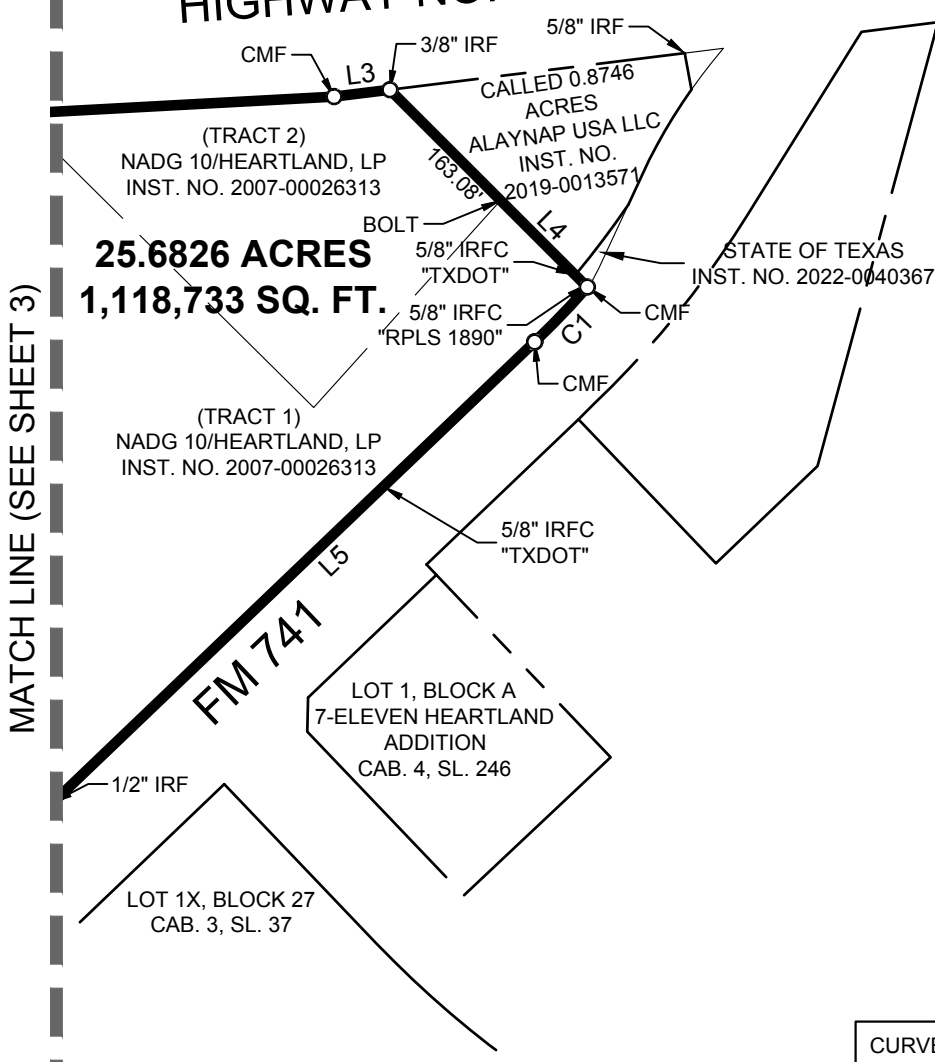 CMF
L3
3/8" IRF
5/8" IRF
(TRACT 2)
NADG 10/HEARTLAND, LP
INST. NO. 2007-00026313
CALLED 0.8746
ACRES
ALAYNAP USA LLC
INST. NO.
2019-0013571
163.08'
BOLT
L4
25.6826 ACRES
1,118,733 SQ. FT.
5/8" IRFC
"TXDOT"
STATE OF TEXAS
INST. NO. 2022-0040367
5/8" IRFC
"RPLS 1890"
CMF
C1
CMF
MATCH LINE (SEE SHEET 3)
(TRACT 1)
NADG 10/HEARTLAND, LP
INST. NO. 2007-00026313
5/8" IRFC
"TXDOT"
L5
FM 741
LOT 1, BLOCK A
7-ELEVEN HEARTLAND
ADDITION
CAB. 4, SL. 246
1/2" IRF
LOT 1X, BLOCK 27
CAB. 3, SL. 37
CURVE